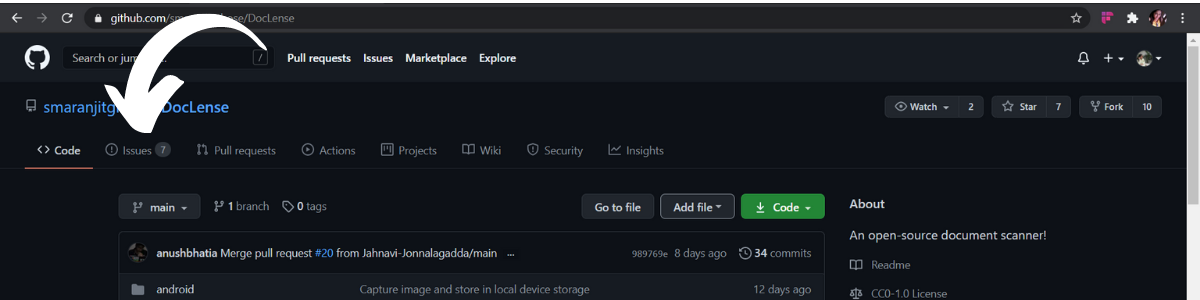 github.com/sm se/DocLense
Search or jum /
Pull requests Issues Marketplace Explore
smaranjitg DocLense
Watch 2 Star 7 Fork 10
Code Issues 7 Pull requests Actions Projects Wiki Security Insights
main 1 branch 0 tags Go to file Add file Code
About
An open-source document scanner!
anushbhatia Merge pull request #20 from Jahnavi-Jonnalagadda/main ... 989769e 8 days ago 34 commits
Readme
android Capture image and store in local device storage 12 days ago
CC0-1.0 License